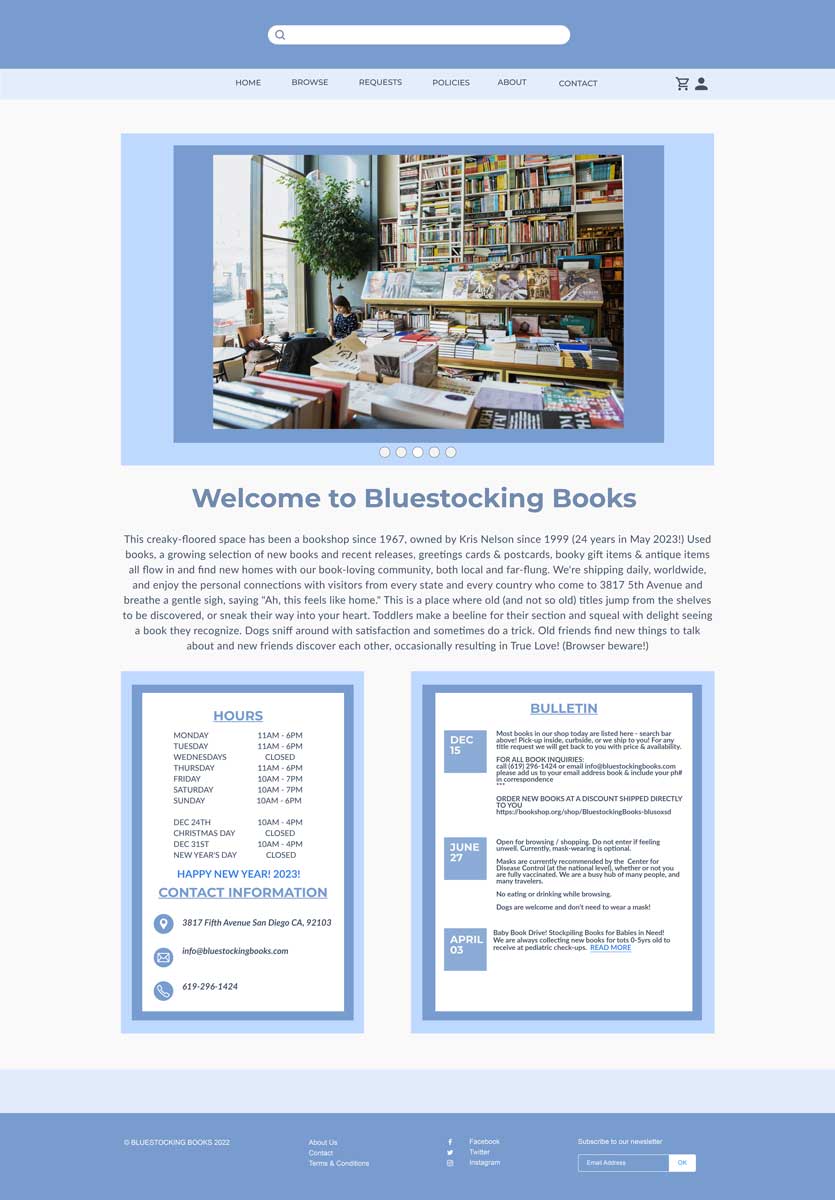 HOME BROWSE REQUESTS POLICIES ABOUT CONTACT
Welcome to Bluestocking Books
This creaky-floored space has been a bookshop since 1967, owned by Kris Nelson since 1999 (24 years in May 2023!) Used
books, a growing selection of new books and recent releases, greetings cards & postcards, booky gift items & antique items
all flow in and find new homes with our book-loving community, both local and far-flung. We're shipping daily, worldwide,
and enjoy the personal connections with visitors from every state and every country who come to 3817 5th Avenue and
breathe a gentle sigh, saying "Ah, this feels like home." This is a place where old (and not so old) titles jump from the shelves
to be discovered, or sneak their way into your heart. Toddlers make a beeline for their section and squeal with delight seeing
a book they recognize. Dogs sniff around with satisfaction and sometimes do a trick. Old friends find new things to talk
about and new friends discover each other, occasionally resulting in True Love! (Browser beware!)
HOURS
MONDAY 11AM - 6PM
TUESDAY 11AM - 6PM
WEDNESDAYS CLOSED
THURSDAY 11AM - 6PM
FRIDAY 10AM - 7PM
SATURDAY 10AM - 7PM
SUNDAY 10AM - 6PM
DEC 24TH 10AM - 4PM
CHRISTMAS DAY CLOSED
DEC 31ST 10AM - 4PM
NEW YEAR'S DAY CLOSED
HAPPY NEW YEAR! 2023!
CONTACT INFORMATION
3817 Fifth Avenue San Diego CA, 92103
info@bluestockingbooks.com
619-296-1424
BULLETIN
DEC
15
Most books in our shop today are listed here - search bar
above! Pick-up inside, curbside, or we ship to you! For any
title request we will get back to you with price & availability.
FOR ALL BOOK INQUIRIES:
call (619) 296-1424 or email info@bluestockingbooks.com
please add us to your email address book & include your ph#
in correspondence
***
ORDER NEW BOOKS AT A DISCOUNT SHIPPED DIRECTLY
TO YOU
https://bookshop.org/shop/BluestockingBooks-blusoxsd
JUNE
27
Open for browsing / shopping. Do not enter if feeling
unwell. Currently, mask-wearing is optional.
Masks are currently recommended by the Center for
Disease Control (at the national level), whether or not you
are fully vaccinated. We are a busy hub of many people, and
many travelers.
No eating or drinking while browsing.
Dogs are welcome and don't need to wear a mask!
APRIL
03
Baby Book Drive! Stockpiling Books for Babies in Need!
We are always collecting new books for tots 0-5yrs old to
receive at pediatric check-ups. READ MORE
© BLUESTOCKING BOOKS 2022
About Us
Contact
Terms & Conditions
Facebook
Twitter
Instagram
Subscribe to our newsletter
Email Address OK